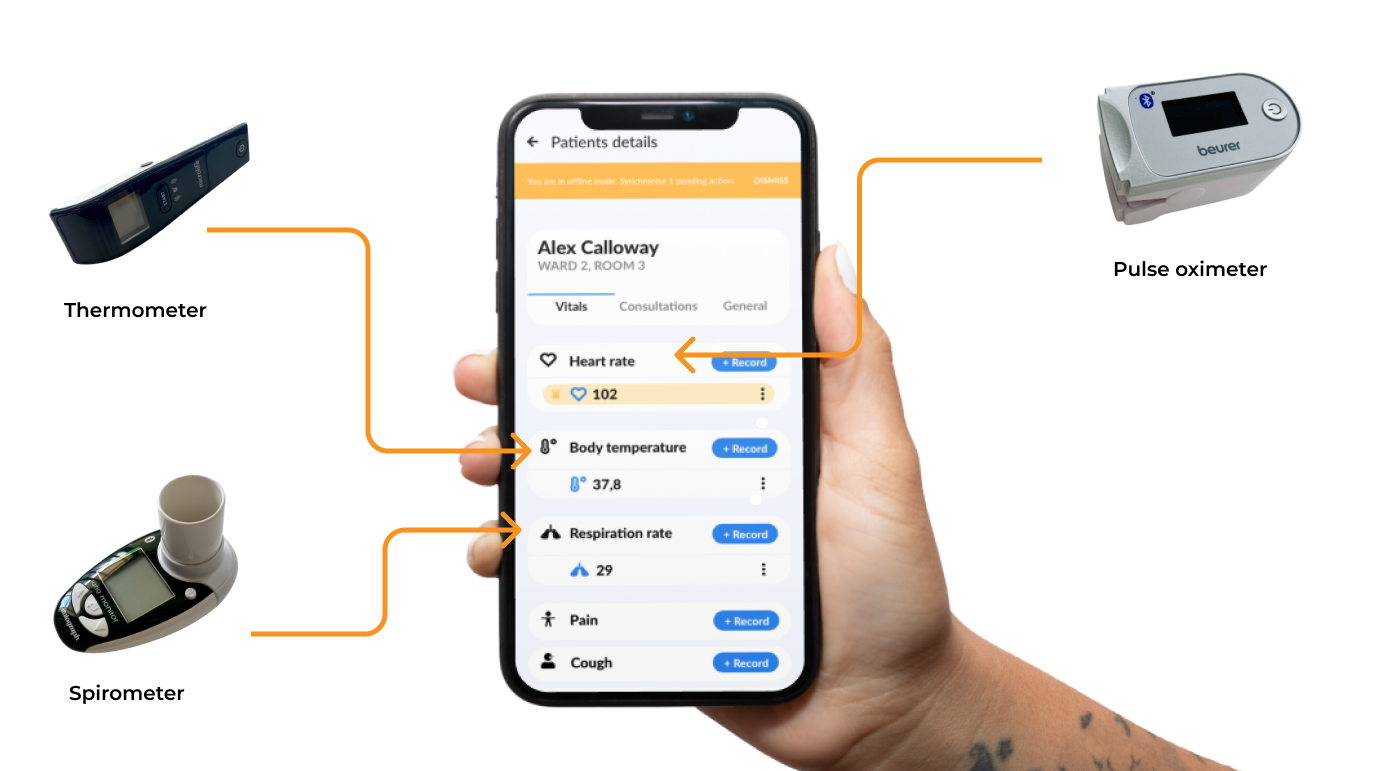 Patients details
You are in offline mode. Synchronise 1 pending action.
DISMISS
Alex Calloway
WARD 2, ROOM 3
Vitals
Consultations
General
Heart rate
+ Record
102
Body temperature
+ Record
37,8
Respiration rate
+ Record
29
Pain
+ Record
Cough
+ Record
Thermometer
START
Spirometer
monitor
beurer
Pulse oximeter